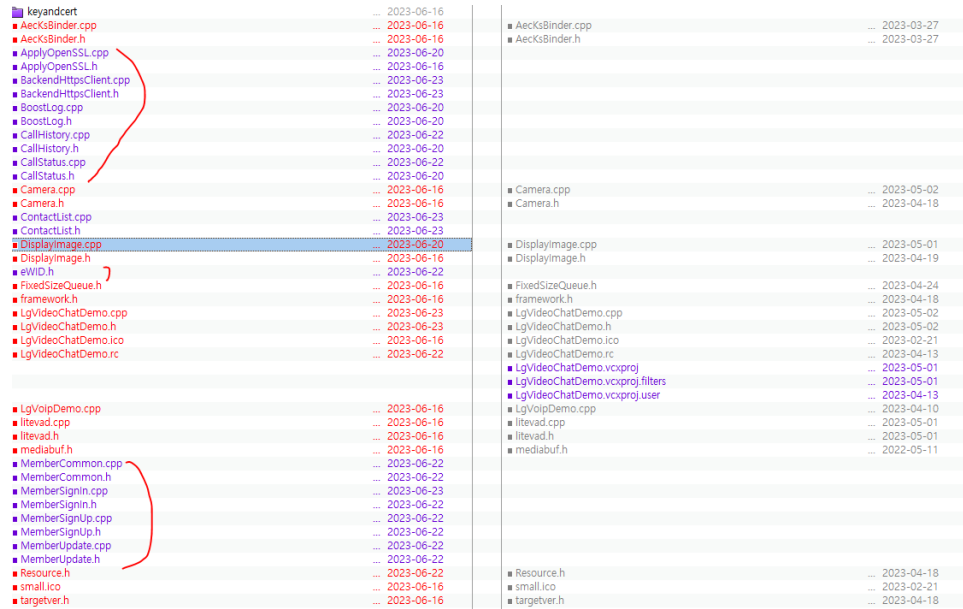 keyandcert ... 2023-06-16
AecKsBinder.cpp ... 2023-06-16 AecKsBinder.cpp ... 2023-03-27
AecKsBinder.h ... 2023-06-16 AecKsBinder.h ... 2023-03-27
ApplyOpenSSL.cpp ... 2023-06-20
ApplyOpenSSL.h ... 2023-06-16
BackendHttpsClient.cpp ... 2023-06-23
BackendHttpsClient.h ... 2023-06-23
BoostLog.cpp ... 2023-06-20
BoostLog.h ... 2023-06-20
CallHistory.cpp ... 2023-06-22
CallHistory.h ... 2023-06-20
CallStatus.cpp ... 2023-06-22
CallStatus.h ... 2023-06-20
Camera.cpp ... 2023-06-16 Camera.cpp ... 2023-05-02
Camera.h ... 2023-06-16 Camera.h ... 2023-04-18
ContactList.cpp ... 2023-06-23
ContactList.h ... 2023-06-23
DisplayImage.cpp ... 2023-06-20 DisplayImage.cpp ... 2023-05-01
DisplayImage.h ... 2023-06-16 DisplayImage.h ... 2023-04-19
eWID.h ... 2023-06-22
FixedSizeQueue.h ... 2023-06-16 FixedSizeQueue.h ... 2023-04-24
framework.h ... 2023-06-16 framework.h ... 2023-04-18
LgVideoChatDemo.cpp ... 2023-06-23 LgVideoChatDemo.cpp ... 2023-05-02
LgVideoChatDemo.h ... 2023-06-23 LgVideoChatDemo.h ... 2023-05-02
LgVideoChatDemo.ico ... 2023-06-16 LgVideoChatDemo.ico ... 2023-02-21
LgVideoChatDemo.rc ... 2023-06-22 LgVideoChatDemo.rc ... 2023-04-13
LgVideoChatDemo.vcxproj ... 2023-05-01
LgVideoChatDemo.vcxproj.filters ... 2023-05-01
LgVideoChatDemo.vcxproj.user ... 2023-04-13
LgVoipDemo.cpp ... 2023-06-16 LgVoipDemo.cpp ... 2023-04-10
litevad.cpp ... 2023-06-16 litevad.cpp ... 2023-05-01
litevad.h ... 2023-06-16 litevad.h ... 2023-05-01
mediabuf.h ... 2023-06-16 mediabuf.h ... 2022-05-11
MemberCommon.cpp ... 2023-06-22
MemberCommon.h ... 2023-06-22
MemberSignIn.cpp ... 2023-06-23
MemberSignIn.h ... 2023-06-22
MemberSignUp.cpp ... 2023-06-22
MemberSignUp.h ... 2023-06-22
MemberUpdate.cpp ... 2023-06-22
MemberUpdate.h ... 2023-06-22
Resource.h ... 2023-06-22 Resource.h ... 2023-04-18
small.ico ... 2023-06-16 small.ico ... 2023-02-21
targetver.h ... 2023-06-16 targetver.h ... 2023-04-18